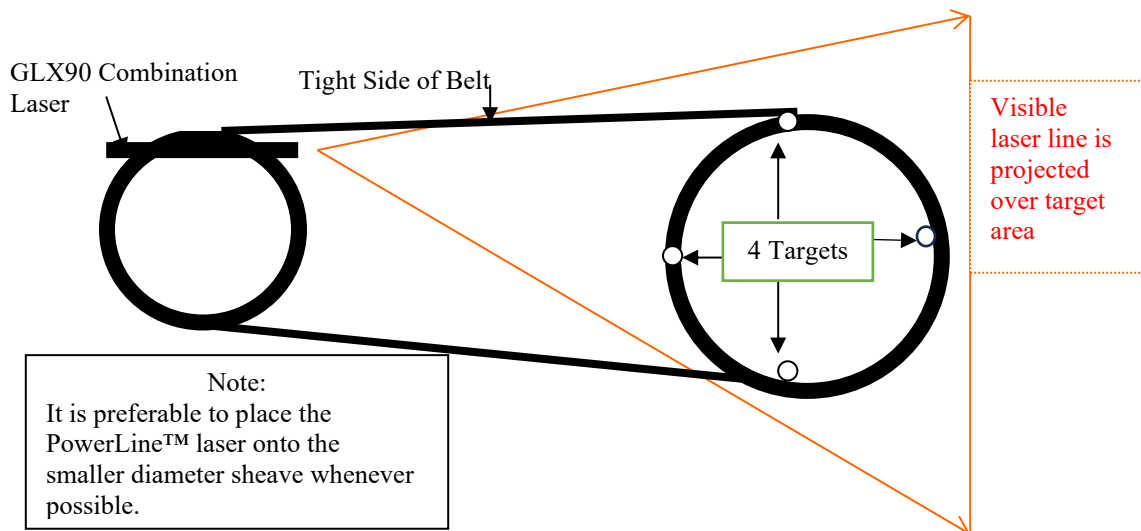 GLX90 Combination
Laser
Tight Side of Belt
Visible
laser line is
projected
over target
area
4 Targets
Note:
It is preferable to place the
PowerLine™ laser onto the
smaller diameter sheave whenever
possible.